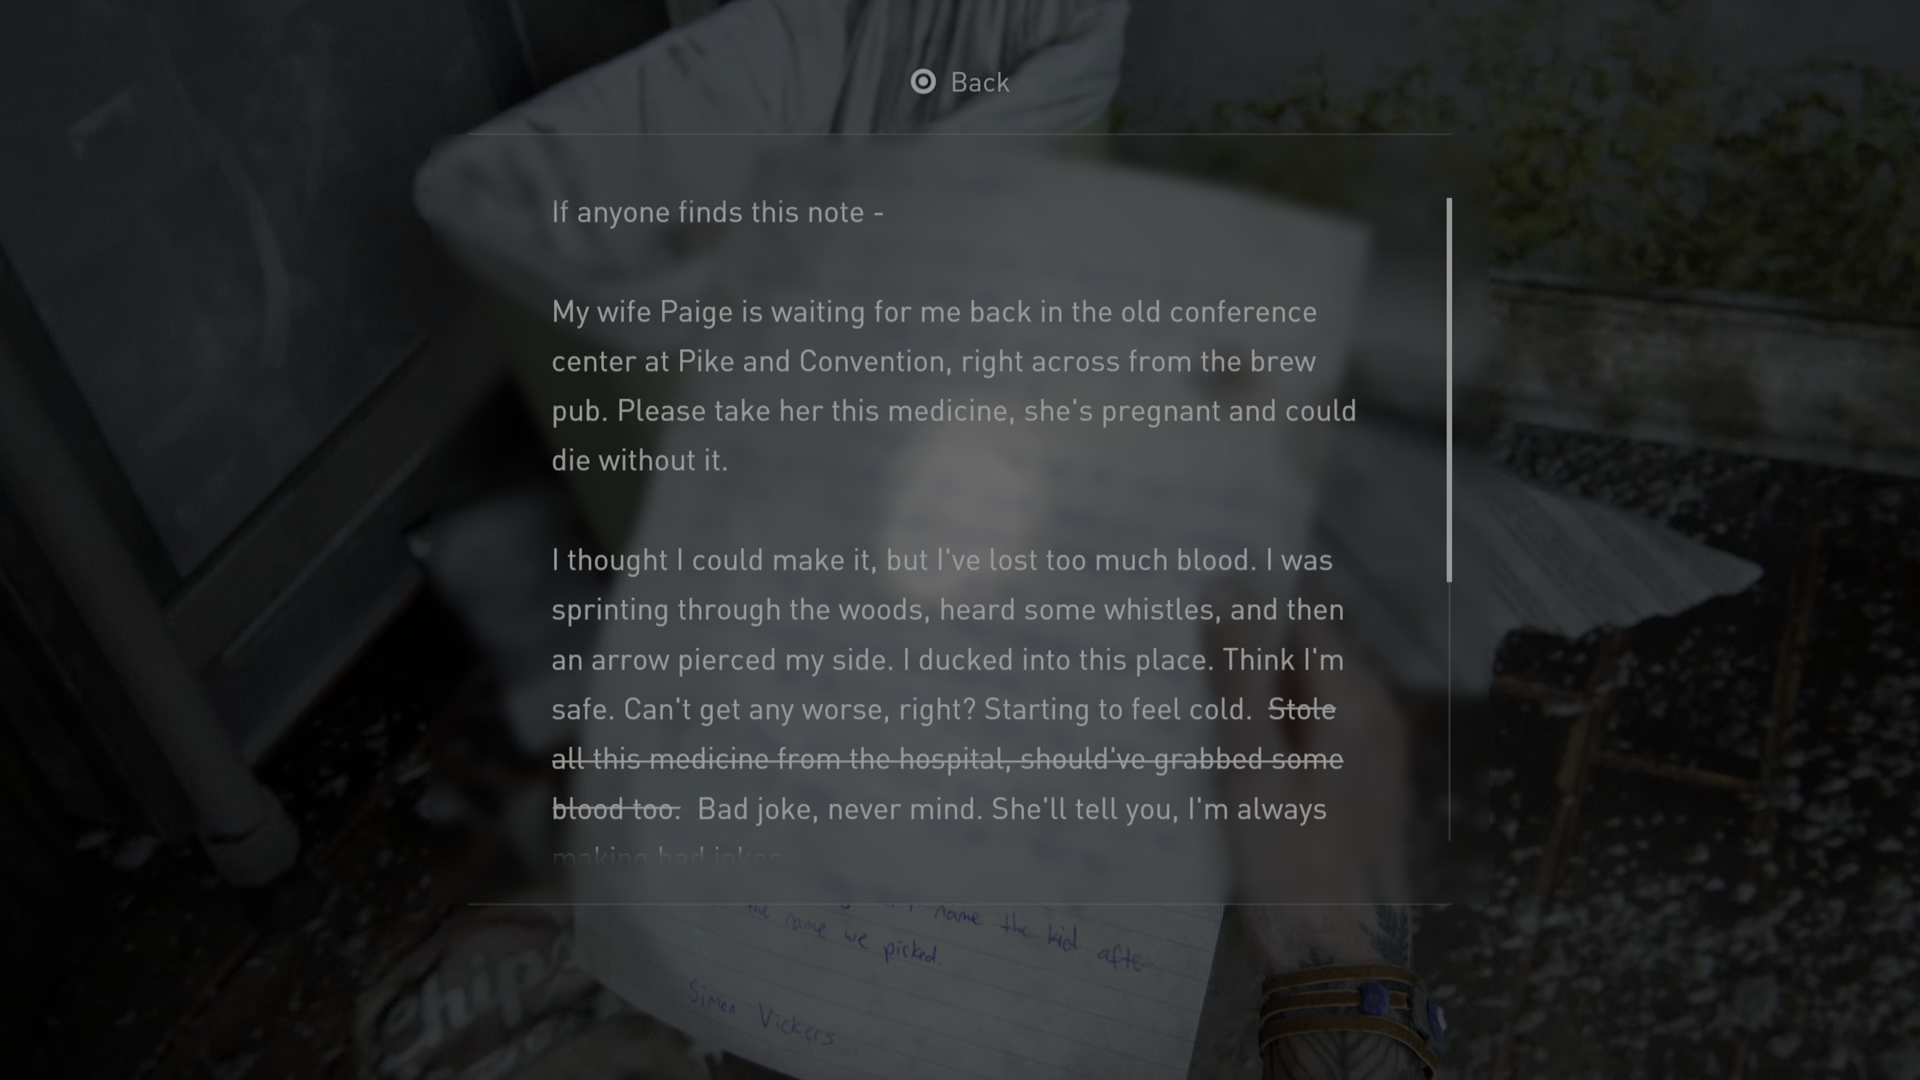 Back
If anyone finds this note -
My wife Paige is waiting for me back in the old conference
center at Pike and Convention, right across from the brew
pub. Please take her this medicine, she's pregnant and could
die without it.
I thought I could make it, but I've lost too much blood. I was
sprinting through the woods, heard some whistles, and then
an arrow pierced my side. I ducked into this place. Think I'm
safe. Can't get any worse, right? Starting to feel cold. Stole
all this medicine from the hospital, should've grabbed some
blood too. Bad joke, never mind. She'll tell you, I'm always
making bad jokes
name the kid after
the name we picked.
Simon Vickers